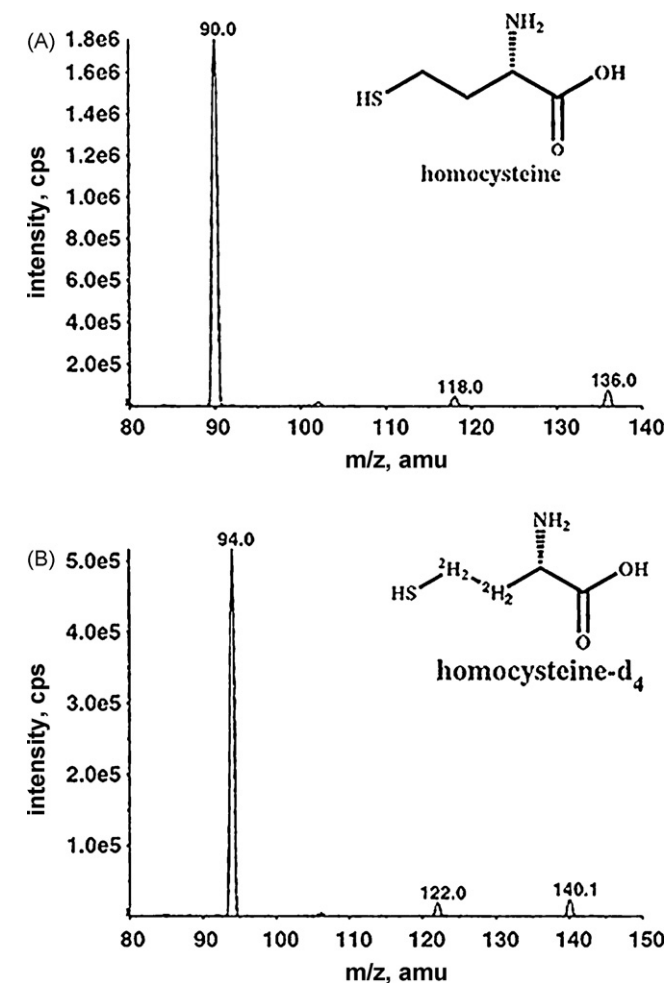 (A)
intensity, cps
1.8e6
1.6e6
1.4e6
1.2e6
1.0e6
8.0e5
6.0e5
4.0e5
2.0e5
90.0
118.0
136.0
80 90 100 110 120 130 140
m/z, amu
NH₂
HS
OH
O
homocysteine
(B)
intensity, cps
5.0e5
4.0e5
3.0e5
2.0e5
1.0e5
94.0
122.0
140.1
80 90 100 110 120 130 140 150
m/z, amu
NH₂
²H₂
HS
²H₂
OH
O
homocysteine-d₄